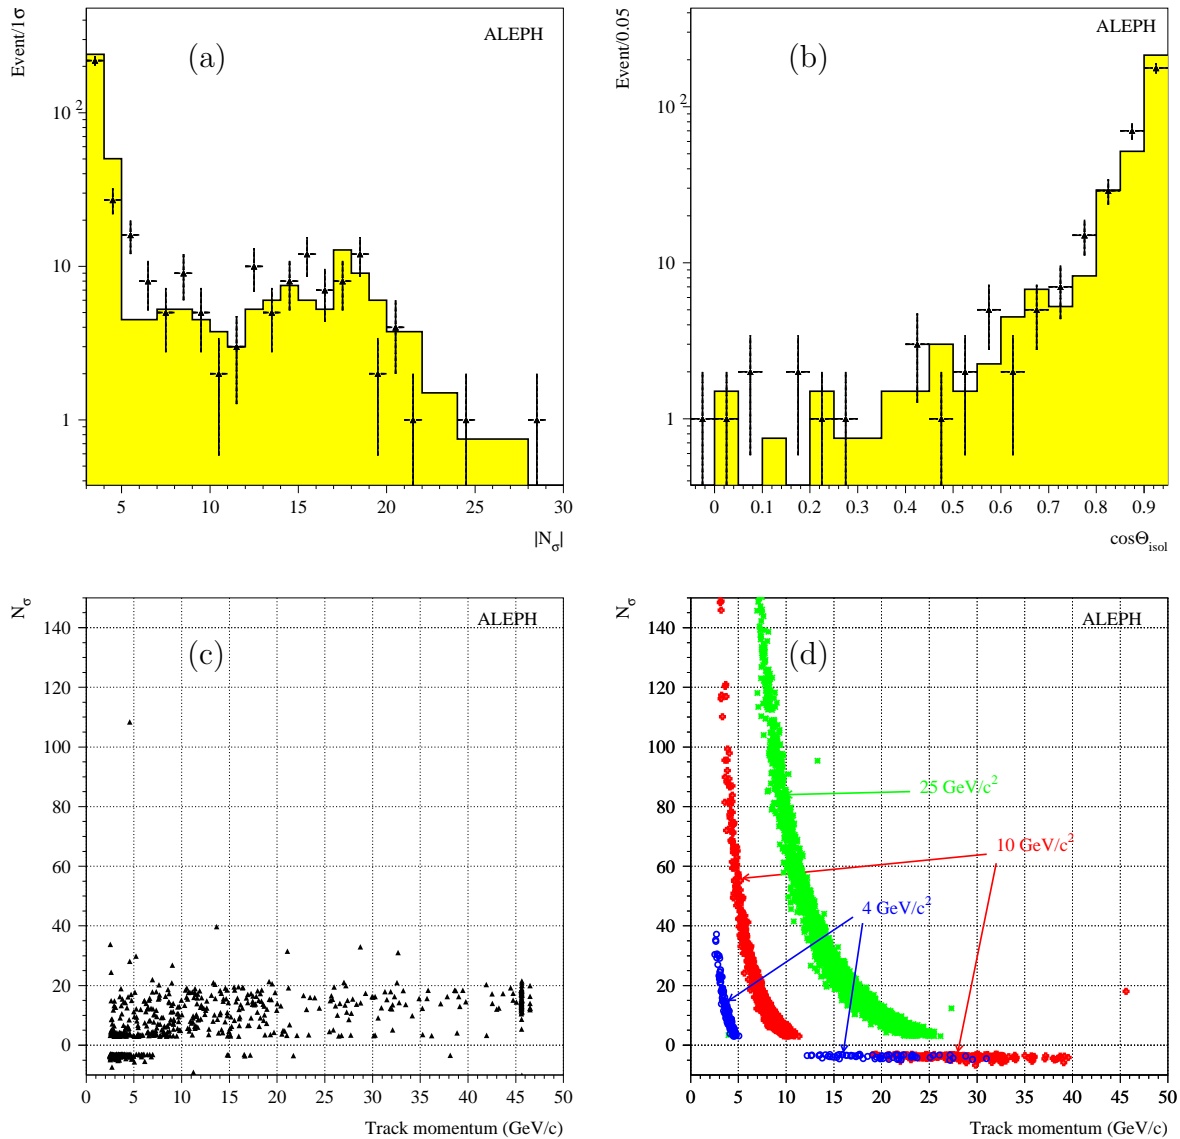 Event/1σ
ALEPH
(a)
10²
10
1
5 10 15 20 25 30
|Nσ|
Event/0.05
ALEPH
(b)
10²
10
1
0 0.1 0.2 0.3 0.4 0.5 0.6 0.7 0.8 0.9
cosΘisol
Nσ
ALEPH
(c)
140
120
100
80
60
40
20
0
0 5 10 15 20 25 30 35 40 45 50
Track momentum (GeV/c)
Nσ
ALEPH
(d)
140
120
100
80
60
40
20
0
25 GeV/c²
10 GeV/c²
4 GeV/c²
0 5 10 15 20 25 30 35 40 45 50
Track momentum (GeV/c)